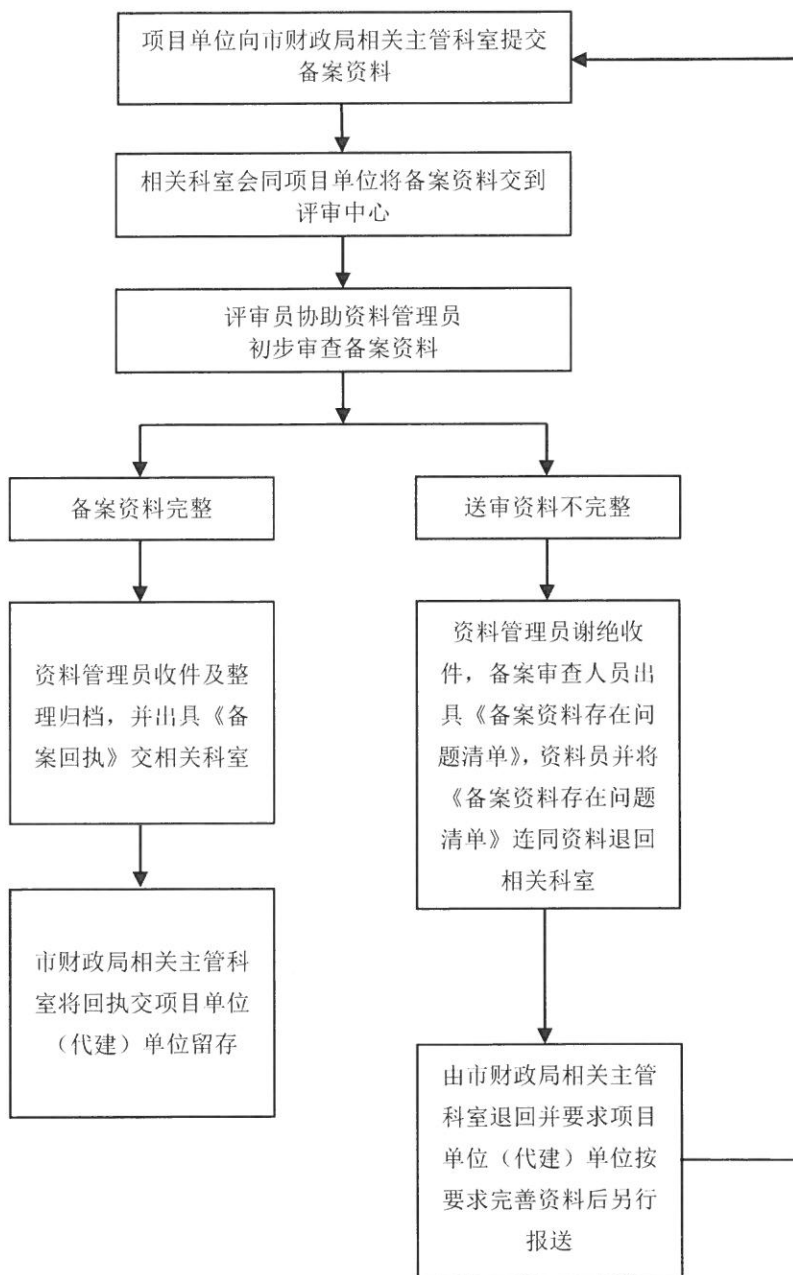 项目单位向市财政局相关主管科室提交
备案资料
相关科室会同项目单位将备案资料交到
评审中心
评审员协助资料管理员
初步审查备案资料
备案资料完整
送审资料不完整
资料管理员收件及整
理归档，并出具《备
案回执》交相关科室
资料管理员谢绝收
件，备案审查人员出
具《备案资料存在问
题清单》，资料员并将
《备案资料存在问题
清单》连同资料退回
相关科室
市财政局相关主管科
室将回执交项目单位
（代建）单位留存
由市财政局相关主管
科室退回并要求项目
单位（代建）单位按
要求完善资料后另行
报送